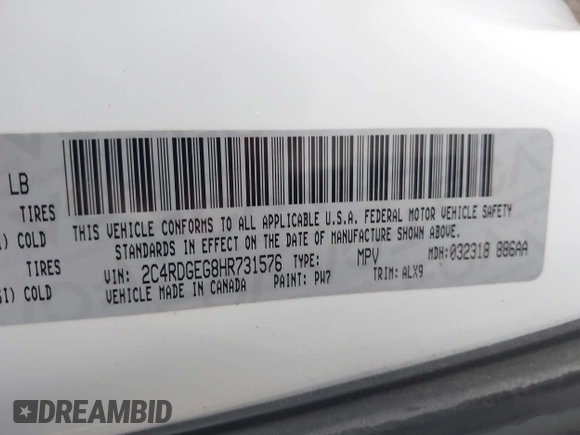 LB
TIRES
) COLD
TIRES
SI) COLD
THIS VEHICLE CONFORMS TO ALL APPLICABLE U.S.A. FEDERAL MOTOR VEHICLE SAFETY
STANDARDS IN EFFECT ON THE DATE OF MANUFACTURE SHOWN ABOVE.
VIN: 2C4RDGEG8HR731576 TYPE: MPV MDH: 032318 886AA
VEHICLE MADE IN CANADA PAINT: PW7 TRIM: ALX9
DREAMBID